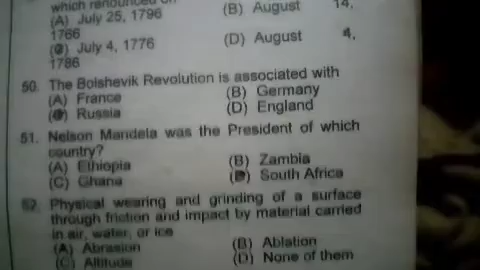 which renounced on
(A) July 25, 1796 (B) August 14,
1766
(C) July 4, 1776 (D) August 4,
1786
50. The Bolshevik Revolution is associated with
(A) France (B) Germany
(C) Russia (D) England
51. Nelson Mandela was the President of which
country?
(A) Ethiopia (B) Zambia
(C) Ghana (D) South Africa
52. Physical wearing and grinding of a surface
through friction and impact by material carried
in air, water, or ice
(A) Abrasion (B) Ablation
(C) Altitude (D) None of them